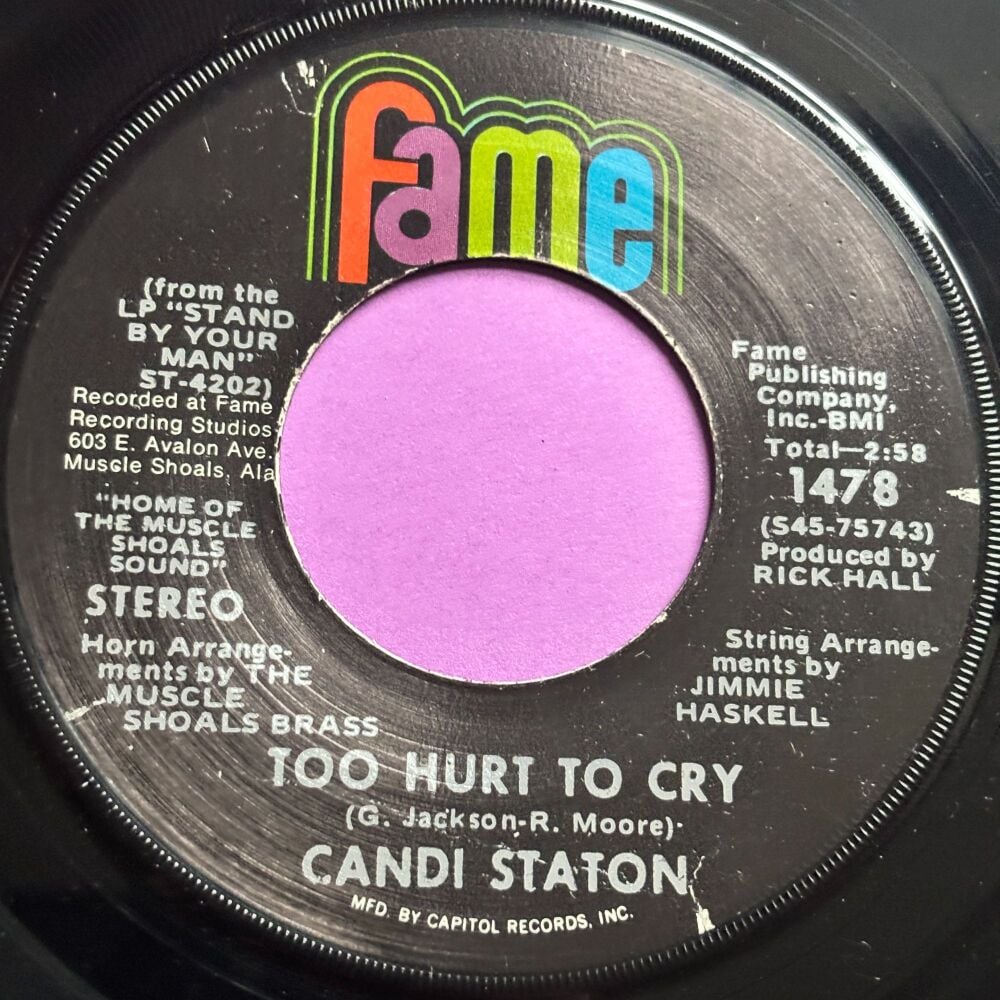 fame
(from the
LP "STAND
BY YOUR
MAN"
ST-4202)
Recorded at Fame
Recording Studios
603 E. Avalon Ave.
Muscle Shoals, Ala
"HOME OF
THE MUSCLE
SHOALS
SOUND"
STEREO
Horn Arrange-
ments by THE
MUSCLE
SHOALS BRASS
Fame
Publishing
Company,
Inc.-BMI
Total—2:58
1478
(S45-75743)
Produced by
RICK HALL
String Arrange-
ments by
JIMMIE
HASKELL
TOO HURT TO CRY
(G. Jackson-R. Moore)
CANDI STATON
MFD. BY CAPITOL RECORDS, INC.